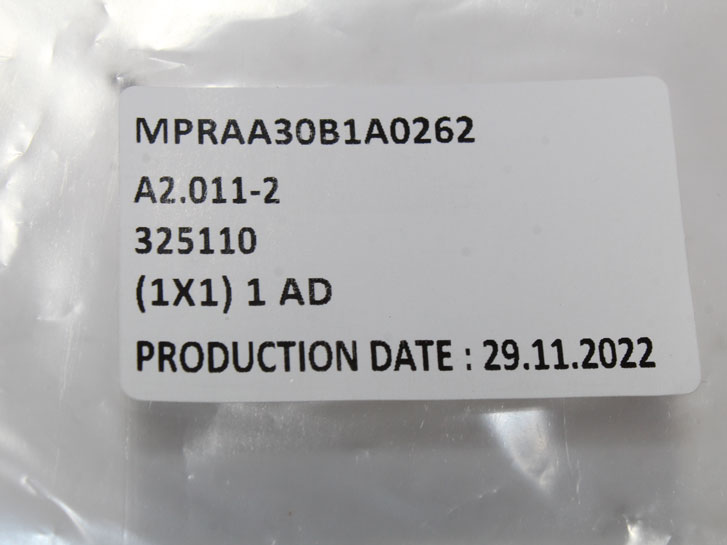 MPRAA30B1A0262
A2.011-2
325110
(1X1) 1 AD
PRODUCTION DATE : 29.11.2022